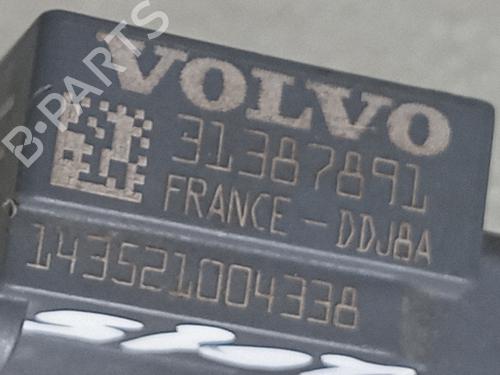 B-PARTS
VOLVO
31387891
FRANCE - DDJ8A
143521004338